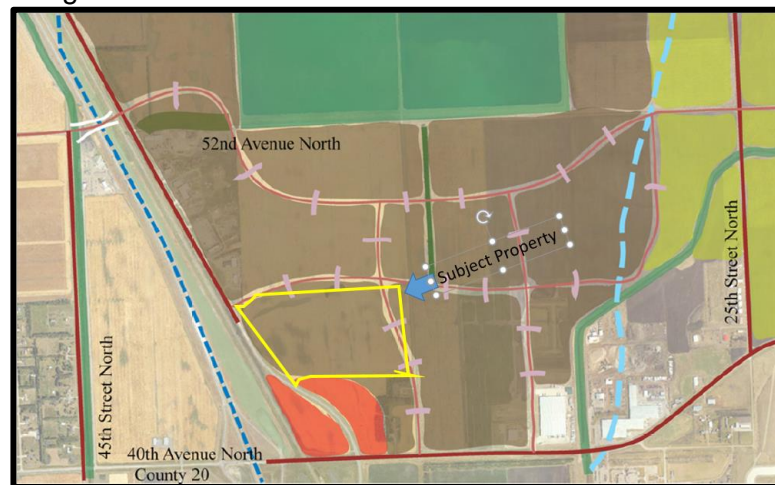 52nd Avenue North
Subject Property
25th Street North
45th Street North
40th Avenue North
County 20